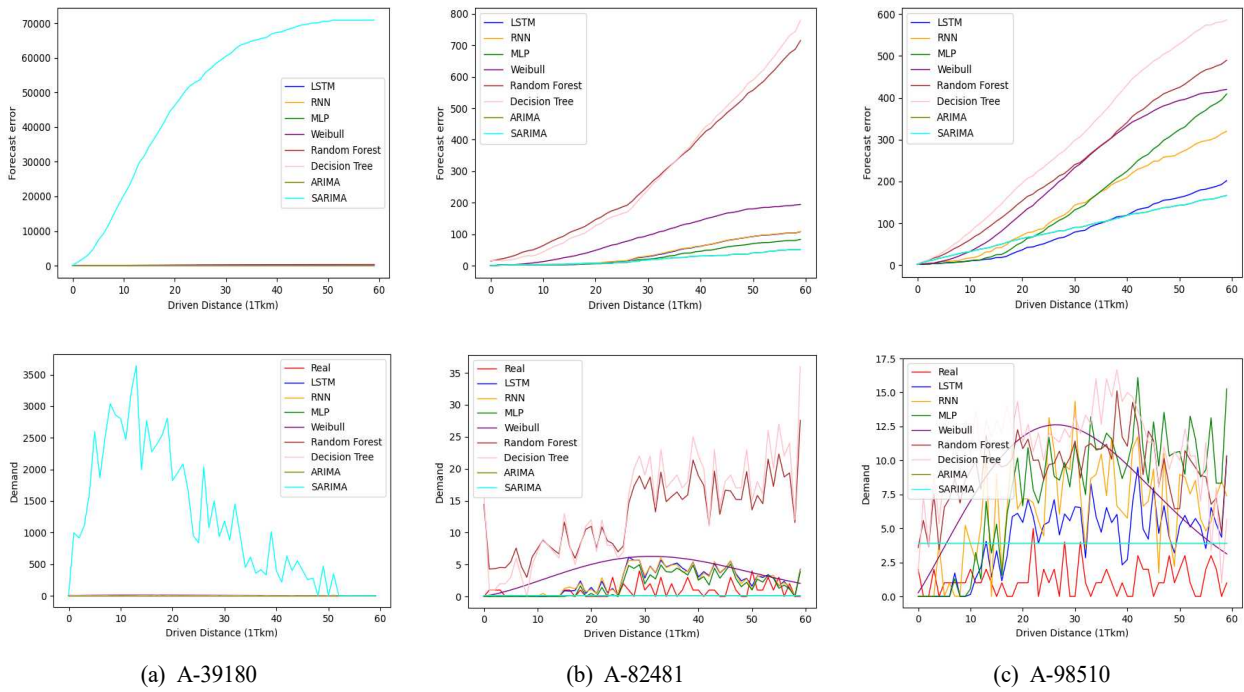 70000
60000
50000
40000
30000
20000
10000
0
Forecast error
LSTM
RNN
MLP
Weibull
Random Forest
Decision Tree
ARIMA
SARIMA
0 10 20 30 40 50 60
Driven Distance (1Tkm)
800
700
600
500
400
300
200
100
0
Forecast error
LSTM
RNN
MLP
Weibull
Random Forest
Decision Tree
ARIMA
SARIMA
0 10 20 30 40 50 60
Driven Distance (1Tkm)
600
500
400
300
200
100
0
Forecast error
LSTM
RNN
MLP
Weibull
Random Forest
Decision Tree
ARIMA
SARIMA
0 10 20 30 40 50 60
Driven Distance (1Tkm)
3500
3000
2500
2000
1500
1000
500
0
Demand
Real
LSTM
RNN
MLP
Weibull
Random Forest
Decision Tree
ARIMA
SARIMA
0 10 20 30 40 50 60
Driven Distance (1Tkm)
35
30
25
20
15
10
5
0
Demand
Real
LSTM
RNN
MLP
Weibull
Random Forest
Decision Tree
ARIMA
SARIMA
0 10 20 30 40 50 60
Driven Distance (1Tkm)
17.5
15.0
12.5
10.0
7.5
5.0
2.5
0.0
Demand
Real
LSTM
RNN
MLP
Weibull
Random Forest
Decision Tree
ARIMA
SARIMA
0 10 20 30 40 50 60
Driven Distance (1Tkm)
(a) A-39180
(b) A-82481
(c) A-98510